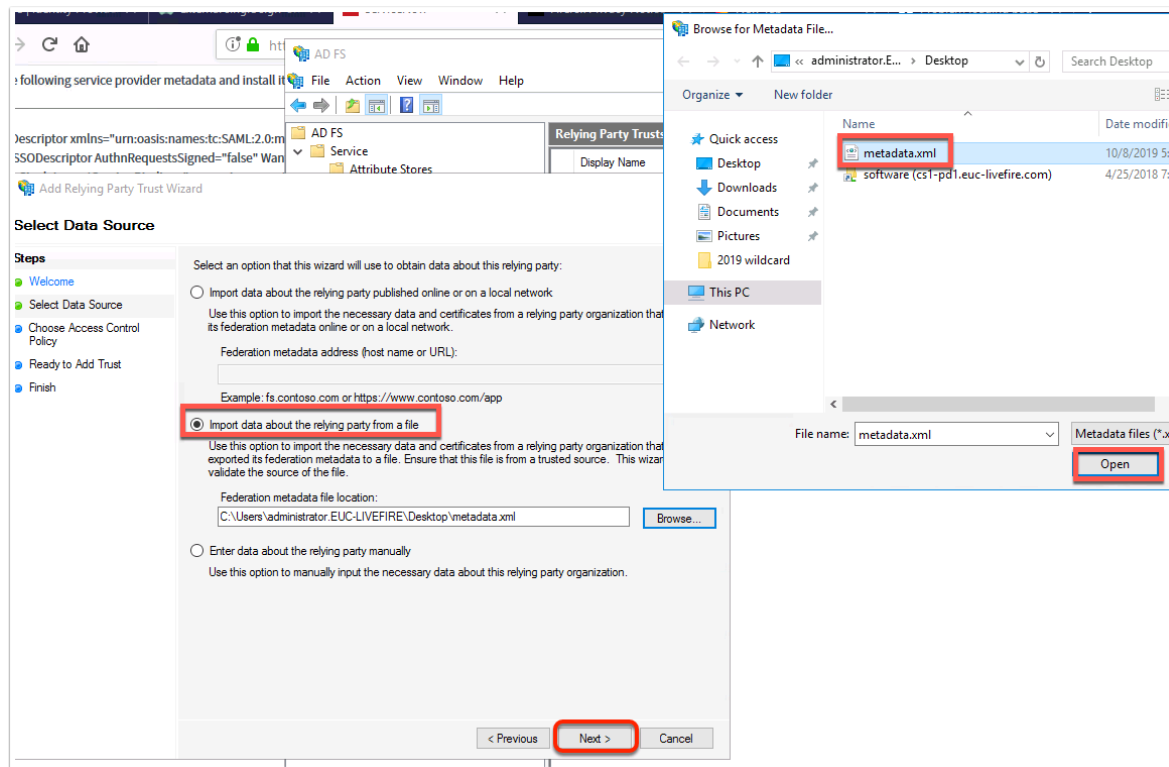 ServiceNow
htt
: following service provider metadata and install it
Descriptor xmlns="urn:oasis:names:tc:SAML:2.0:m
SSODescriptor AuthnRequestsSigned="false" Wan
AD FS
File Action View Window Help
AD FS
Service
Attribute Stores
Relying Party Trusts
Display Name
Add Relying Party Trust Wizard
Select Data Source
Steps
Welcome
Select Data Source
Choose Access Control
Policy
Ready to Add Trust
Finish
Select an option that this wizard will use to obtain data about this relying party:
Import data about the relying party published online or on a local network
Use this option to import the necessary data and certificates from a relying party organization that
its federation metadata online or on a local network.
Federation metadata address (host name or URL):
Example: fs.contoso.com or https://www.contoso.com/app
Import data about the relying party from a file
Use this option to import the necessary data and certificates from a relying party organization that
exported its federation metadata to a file. Ensure that this file is from a trusted source. This wizar
validate the source of the file.
Federation metadata file location:
C:\Users\administrator.EUC-LIVEFIRE\Desktop\metadata.xml
Browse...
Enter data about the relying party manually
Use this option to manually input the necessary data about this relying party organization.
< Previous
Next >
Cancel
Browse for Metadata File...
« administrator.E... > Desktop
Search Desktop
Organize
New folder
Name
Date modifi
Quick access
Desktop
Downloads
Documents
Pictures
2019 wildcard
This PC
Network
metadata.xml
10/8/2019 5:
software (cs1-pd1.euc-livefire.com)
4/25/2018 7:
File name:
metadata.xml
Metadata files (*.x
Open